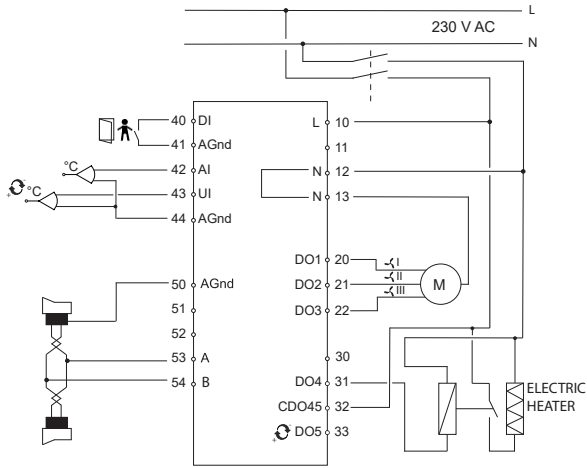 L
230 V AC
N
40 DI
L 10
41 AGnd
11
°C
42 AI
N 12
°C
43 UI
N 13
44 AGnd
DO1 20 I
50 AGnd
DO2 21 II
M
51
DO3 22 III
52
53 A
30
54 B
DO4 31
ELECTRIC
HEATER
CDO45 32
DO5 33